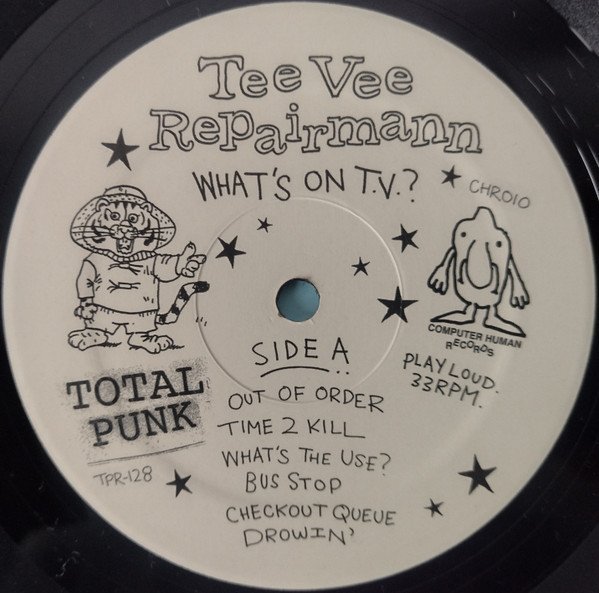 Tee Vee
Repairmann
WHAT'S ON T.V.?
CHR010
COMPUTER HUMAN
RECORDS
PLAY LOUD.
33RPM.
SIDE A
TOTAL
PUNK
TPR-128
OUT OF ORDER
TIME 2 KILL
WHAT'S THE USE?
BUS STOP
CHECKOUT QUEUE
DROWIN'